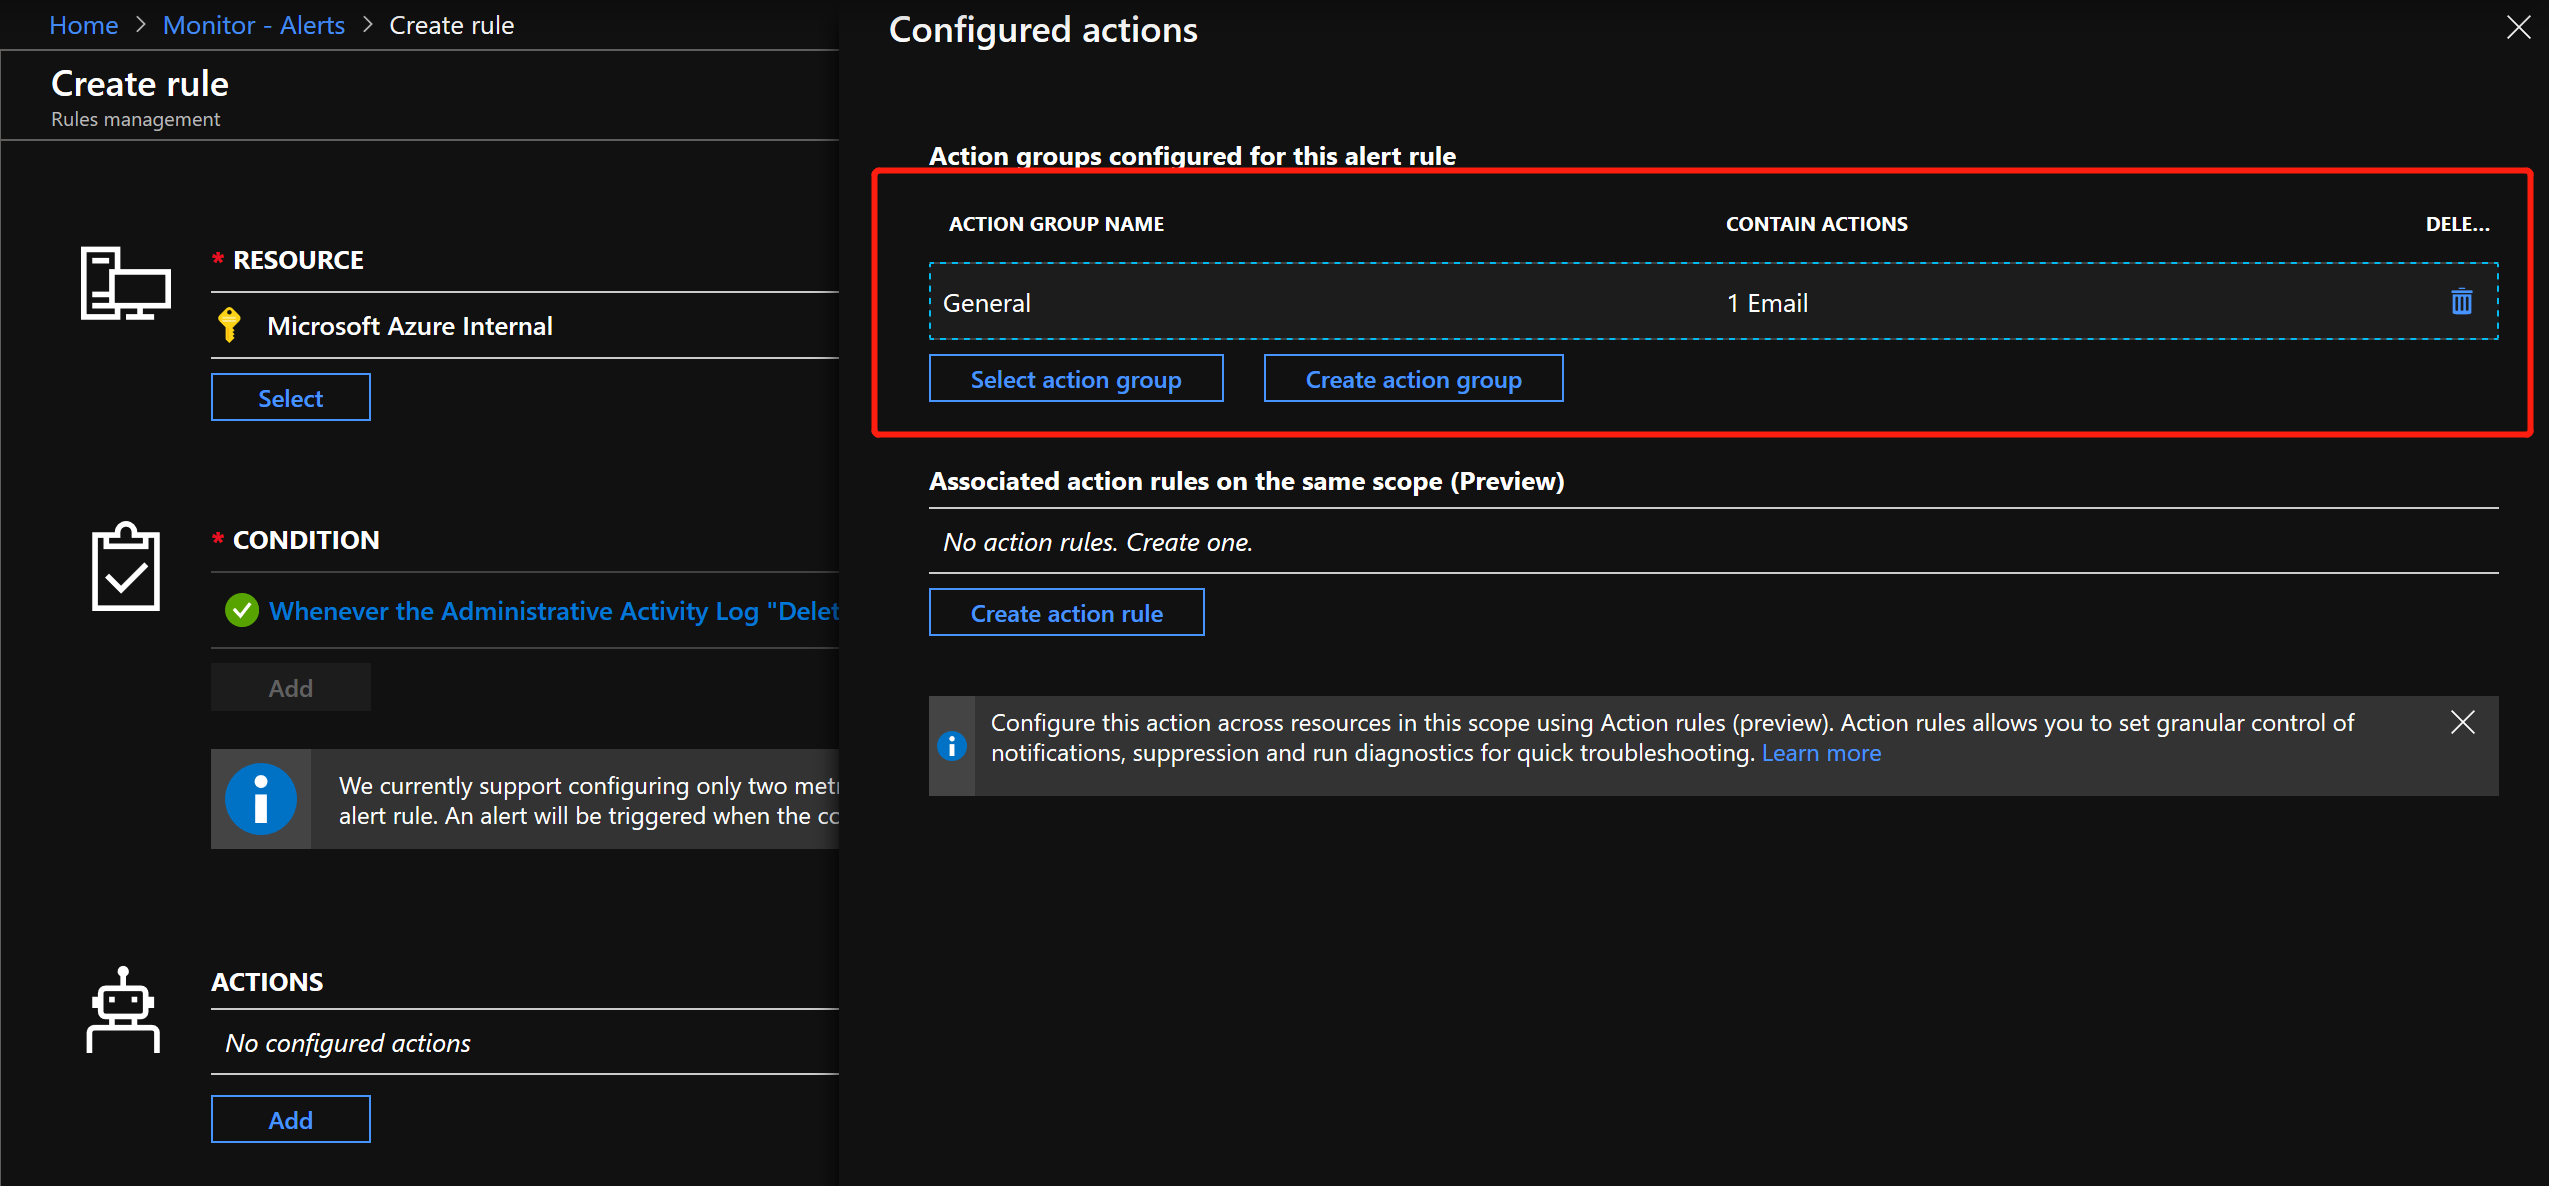 Home > Monitor - Alerts > Create rule
Create rule
Rules management
* RESOURCE
Microsoft Azure Internal
Select
* CONDITION
Whenever the Administrative Activity Log "Delet
Add
We currently support configuring only two metr
alert rule. An alert will be triggered when the co
ACTIONS
No configured actions
Add
Configured actions
Action groups configured for this alert rule
ACTION GROUP NAME CONTAIN ACTIONS DELE...
General 1 Email
Select action group Create action group
Associated action rules on the same scope (Preview)
No action rules. Create one.
Create action rule
Configure this action across resources in this scope using Action rules (preview). Action rules allows you to set granular control of
notifications, suppression and run diagnostics for quick troubleshooting. Learn more